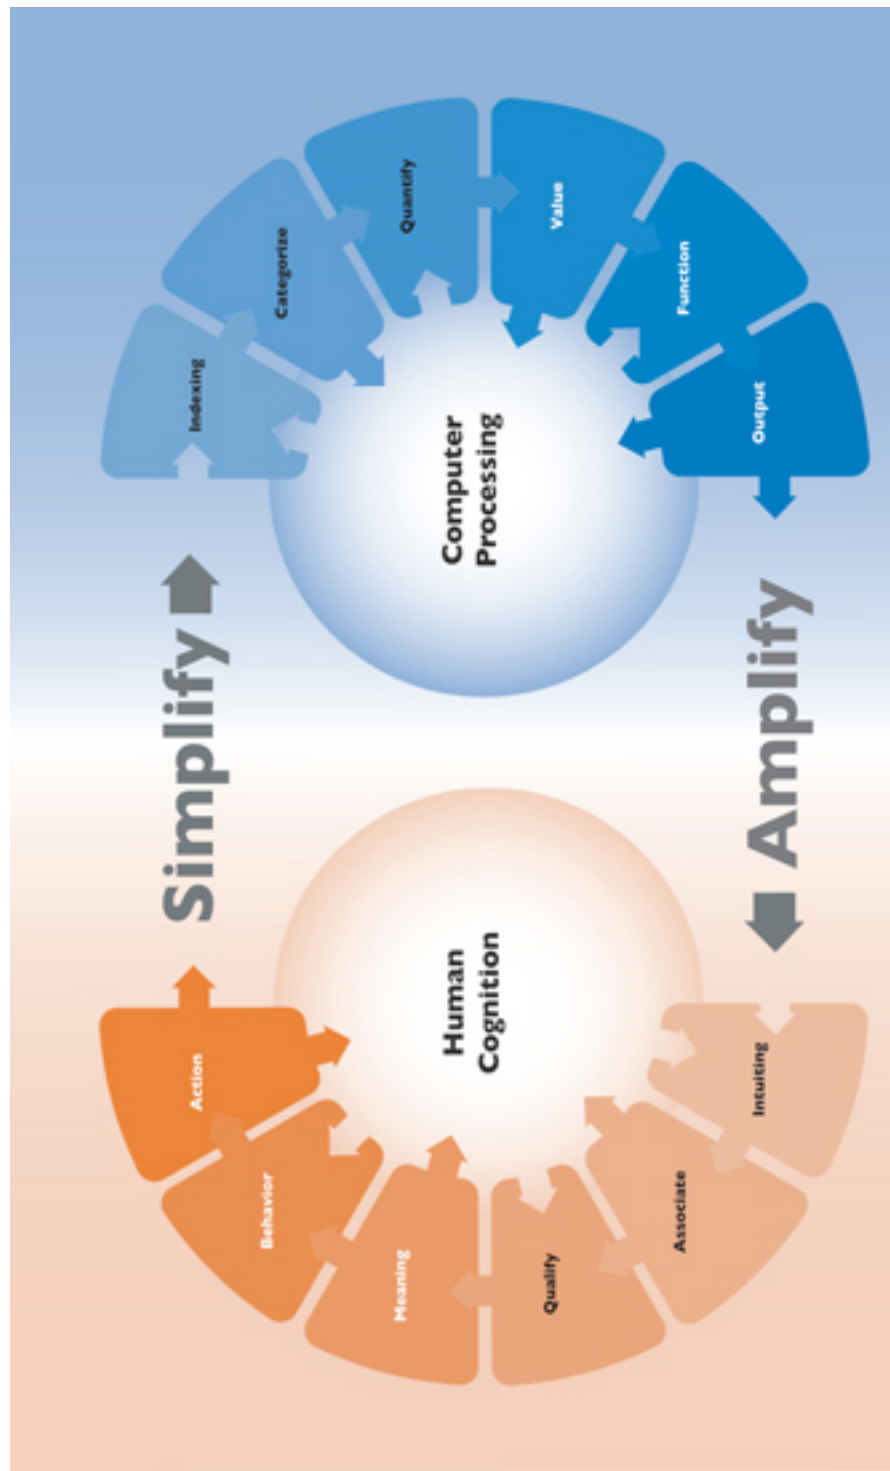 Simplify
Action
Behavior
Meaning
Qualify
Associate
Intuiting
Human
Cognition
Indexing
Categorize
Quantify
Value
Function
Output
Computer
Processing
Amplify